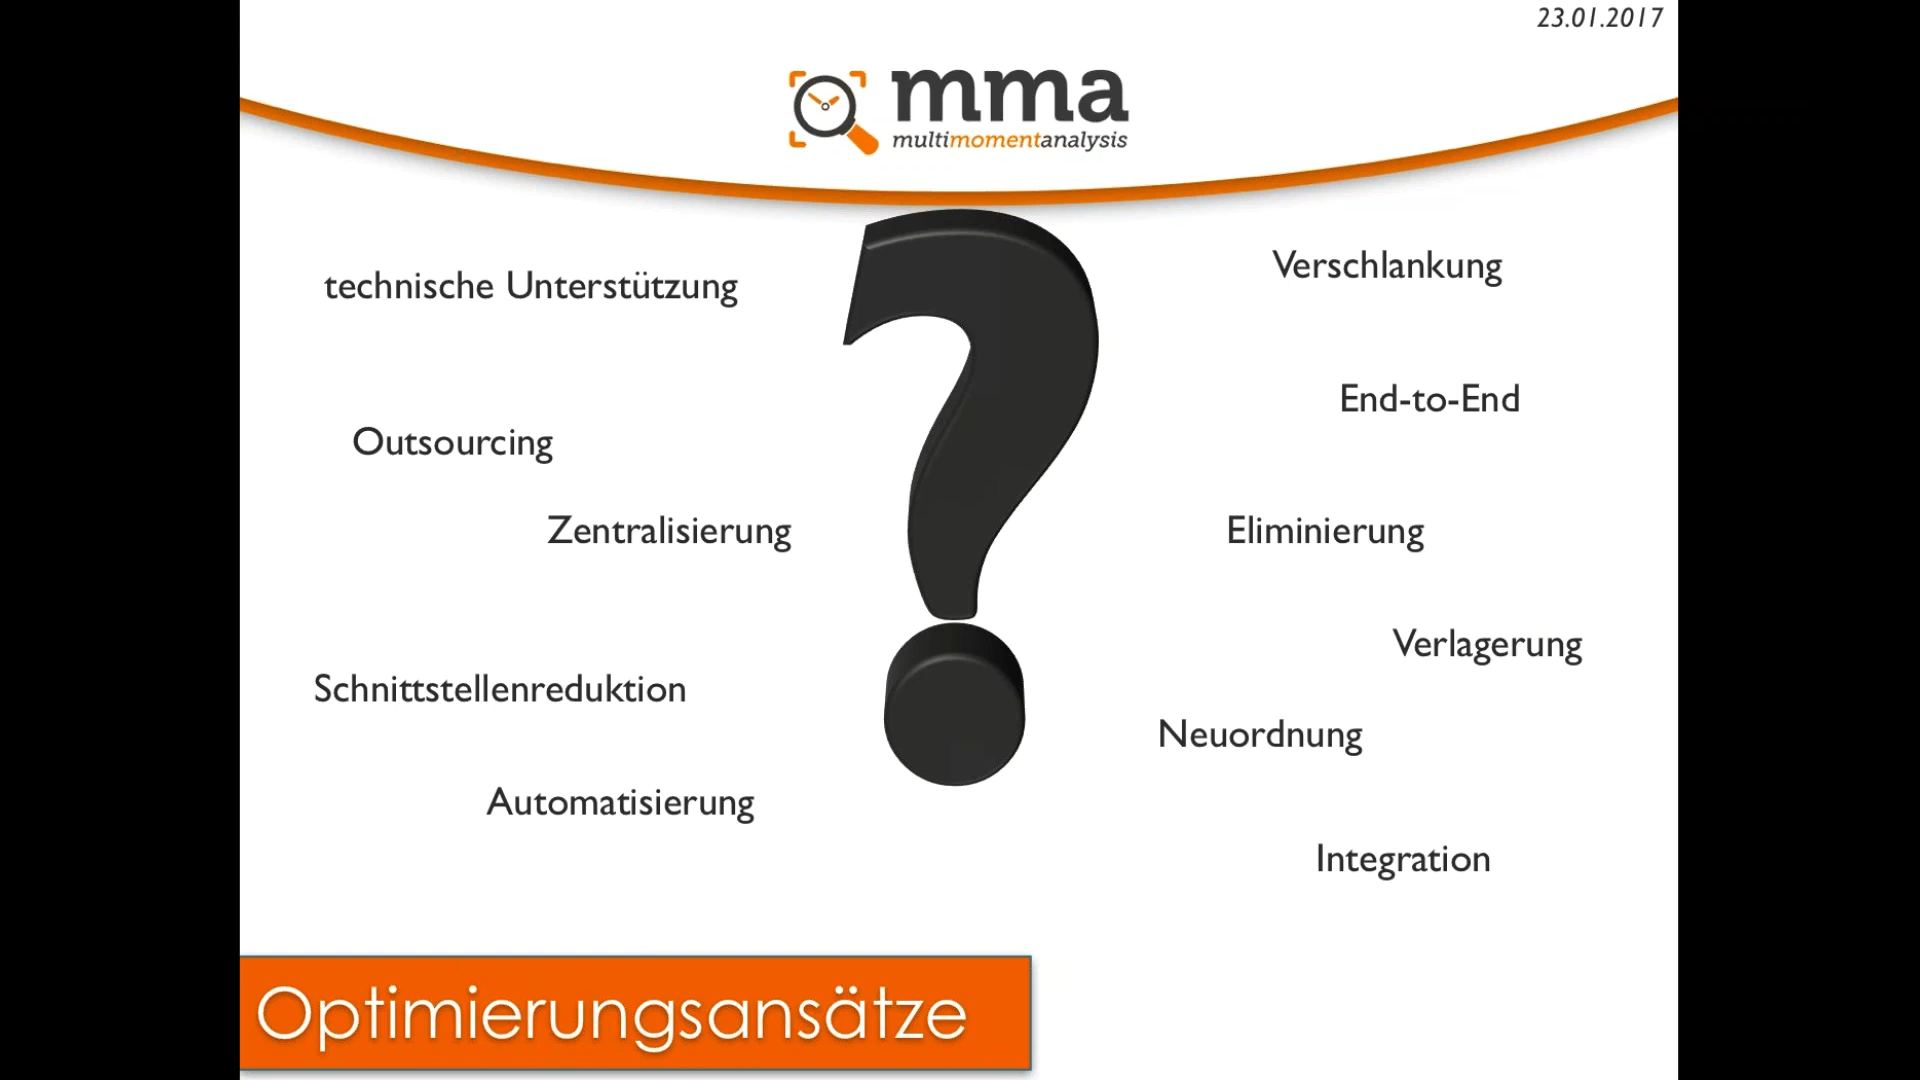 23.01.2017
mma
multimomentanalysis
technische Unterstützung
Verschlankung
End-to-End
Outsourcing
Zentralisierung
Eliminierung
Verlagerung
Schnittstellenreduktion
Neuordnung
Automatisierung
Integration
?
Optimierungsansätze